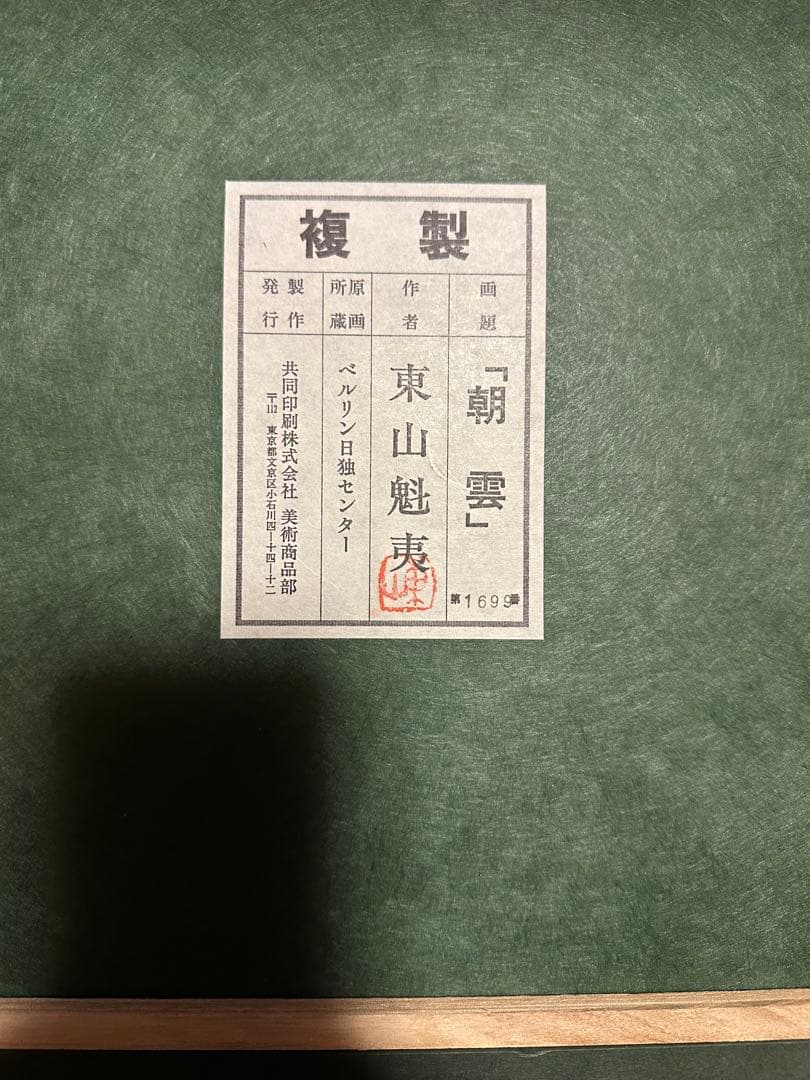 複製
画題
「朝雲」
第1699番
作者
東山魁夷
原画所蔵
ベルリン日独センター
製作発行
共同印刷株式会社 美術商品部
〒112 東京都文京区小石川四ー十四ー十二